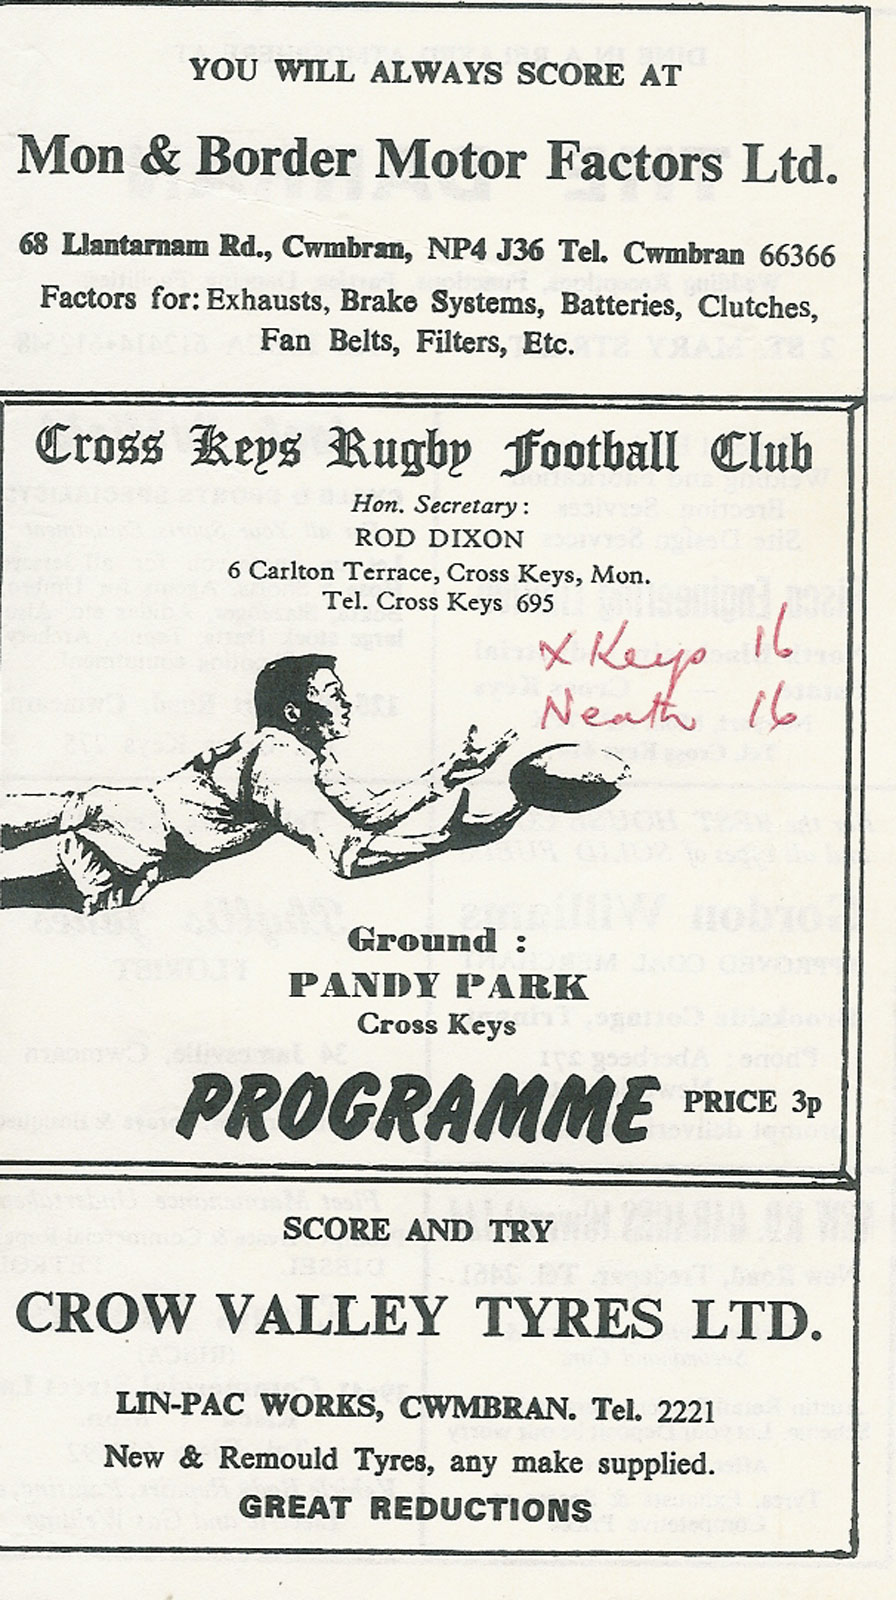 YOU WILL ALWAYS SCORE AT
Mon & Border Motor Factors Ltd.
68 Llantarnam Rd., Cwmbran, NP4 J36 Tel. Cwmbran 66366
Factors for: Exhausts, Brake Systems, Batteries, Clutches,
Fan Belts, Filters, Etc.
Cross Keys Rugby Football Club
Hon. Secretary:
ROD DIXON
6 Carlton Terrace, Cross Keys, Mon.
Tel. Cross Keys 695
X Keys 16
Neath 16
Ground :
PANDY PARK
Cross Keys
PROGRAMME PRICE 3p
SCORE AND TRY
CROW VALLEY TYRES LTD.
LIN-PAC WORKS, CWMBRAN. Tel. 2221
New & Remould Tyres, any make supplied.
GREAT REDUCTIONS